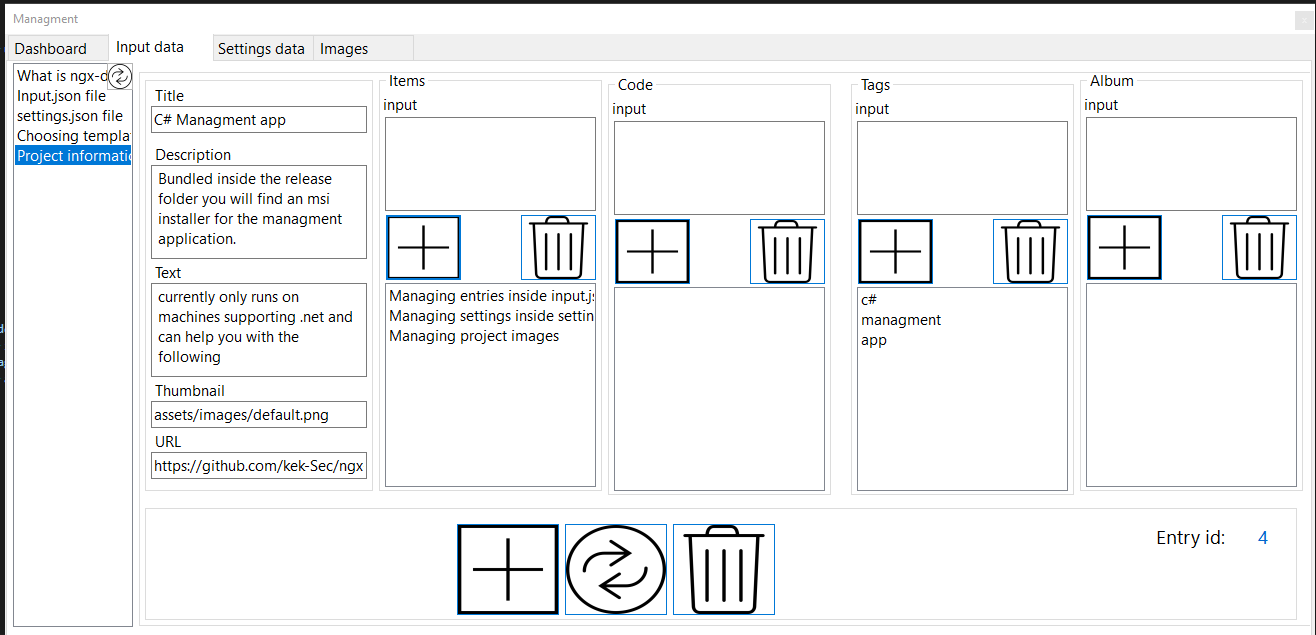 Managment
Dashboard
Input data
Settings data
Images
What is ngx-d
Input.json file
settings.json file
Choosing templa
Project informatio
Title
C# Managment app
Description
Bundled inside the release
folder you will find an msi
installer for the managment
application.
Text
currently only runs on
machines supporting .net and
can help you with the
following
Thumbnail
assets/images/default.png
URL
https://github.com/kek-Sec/ngx
Items
input
Managing entries inside input.js
Managing settings inside settin
Managing project images
Code
input
Tags
input
c#
managment
app
Album
input
Entry id:
4